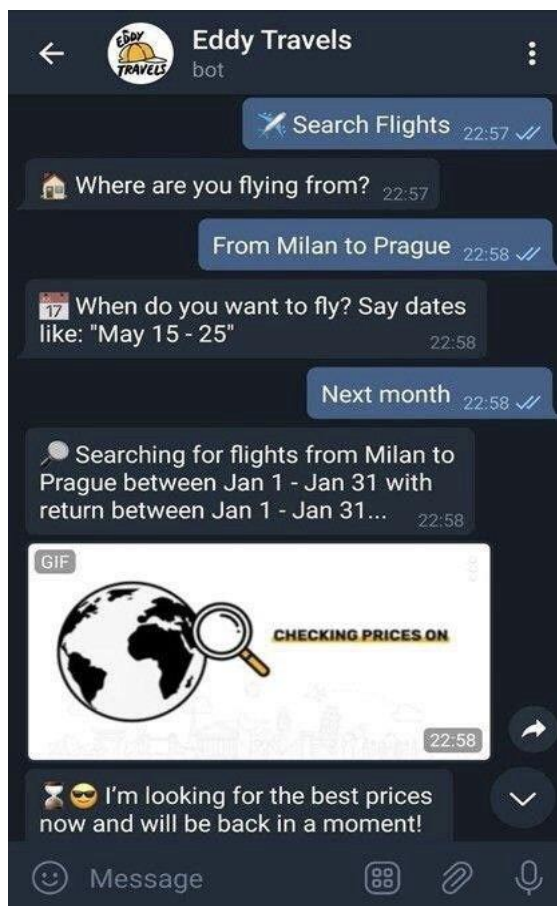 EDDY
TRAVELS
Eddy Travels
bot
Search Flights 22:57
Where are you flying from? 22:57
From Milan to Prague 22:58
17 When do you want to fly? Say dates
like: "May 15 - 25" 22:58
Next month 22:58
Searching for flights from Milan to
Prague between Jan 1 - Jan 31 with
return between Jan 1 - Jan 31... 22:58
GIF
CHECKING PRICES ON
22:58
I'm looking for the best prices
now and will be back in a moment!
Message